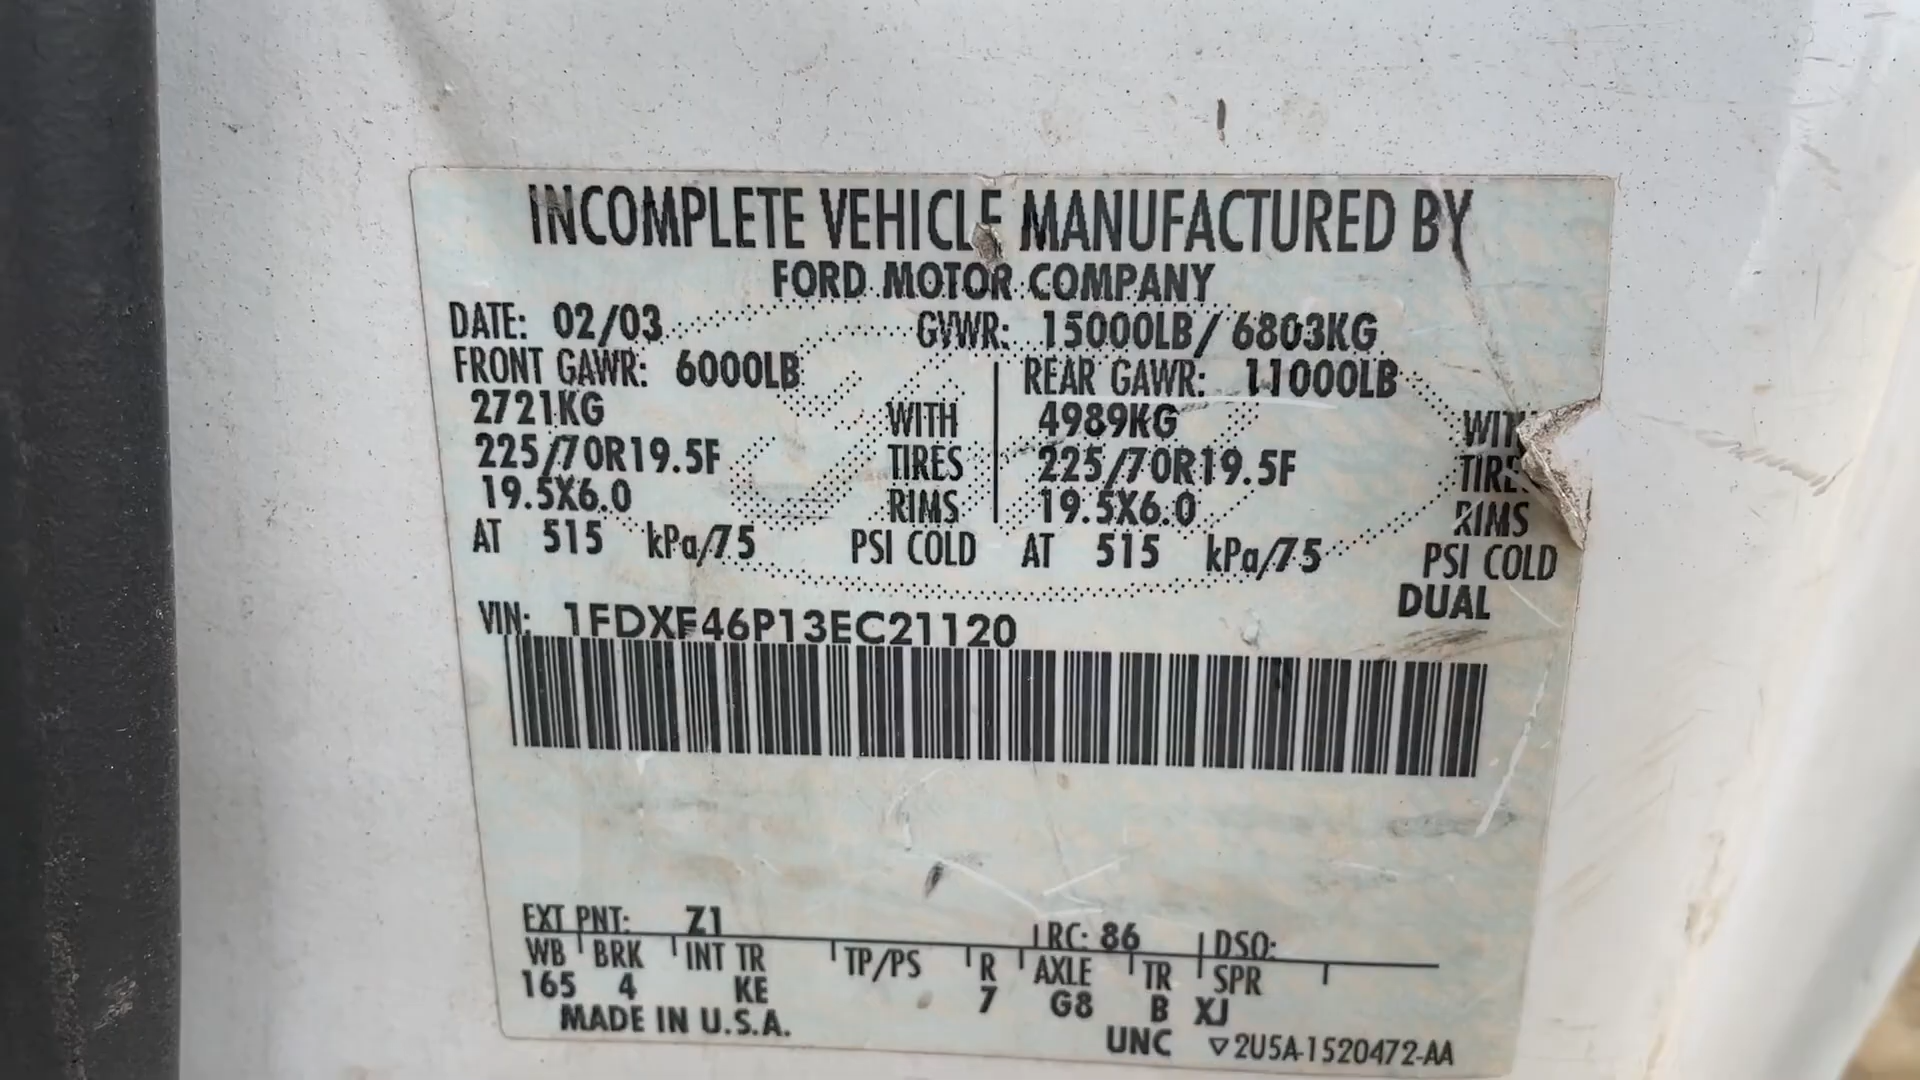 INCOMPLETE VEHICLE MANUFACTURED BY
FORD MOTOR COMPANY
DATE: 02/03 GVWR: 15000LB/ 6803KG
FRONT GAWR: 6000LB REAR GAWR: 11000LB
2721KG WITH 4989KG WITH
225/70R19.5F TIRES 225/70R19.5F TIRES
19.5X6.0 RIMS 19.5X6.0 RIMS
AT 515 kPa/75 PSI COLD AT 515 kPa/75 PSI COLD
DUAL
VIN: 1FDXF46P13EC21120
EXT PNT: Z1 RC: 86 DSO:
WB BRK INT TR TP/PS R AXLE TR SPR
165 4 KE 7 G8 B XJ
MADE IN U.S.A. UNC ▽2U5A-1520472-AA